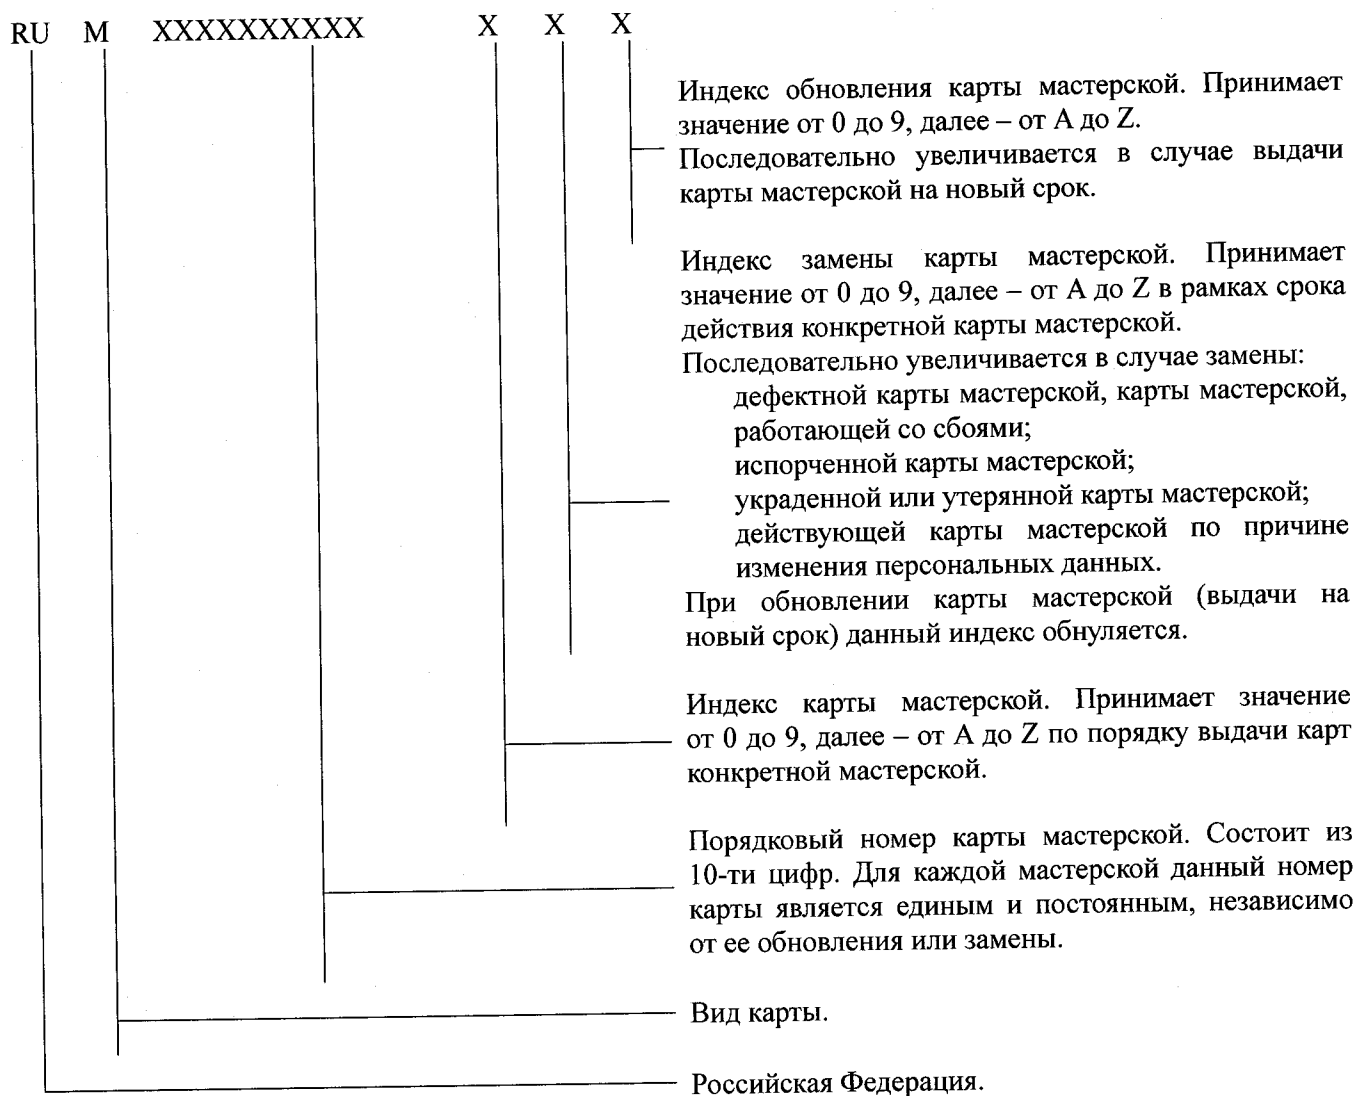 RU M XXXXXXXXXX X X X
Индекс обновления карты мастерской. Принимает
значение от 0 до 9, далее – от A до Z.
Последовательно увеличивается в случае выдачи
карты мастерской на новый срок.
Индекс замены карты мастерской. Принимает
значение от 0 до 9, далее – от A до Z в рамках срока
действия конкретной карты мастерской.
Последовательно увеличивается в случае замены:
дефектной карты мастерской, карты мастерской,
работающей со сбоями;
испорченной карты мастерской;
украденной или утерянной карты мастерской;
действующей карты мастерской по причине
изменения персональных данных.
При обновлении карты мастерской (выдачи на
новый срок) данный индекс обнуляется.
Индекс карты мастерской. Принимает значение
от 0 до 9, далее – от A до Z по порядку выдачи карт
конкретной мастерской.
Порядковый номер карты мастерской. Состоит из
10-ти цифр. Для каждой мастерской данный номер
карты является единым и постоянным, независимо
от ее обновления или замены.
Вид карты.
Российская Федерация.